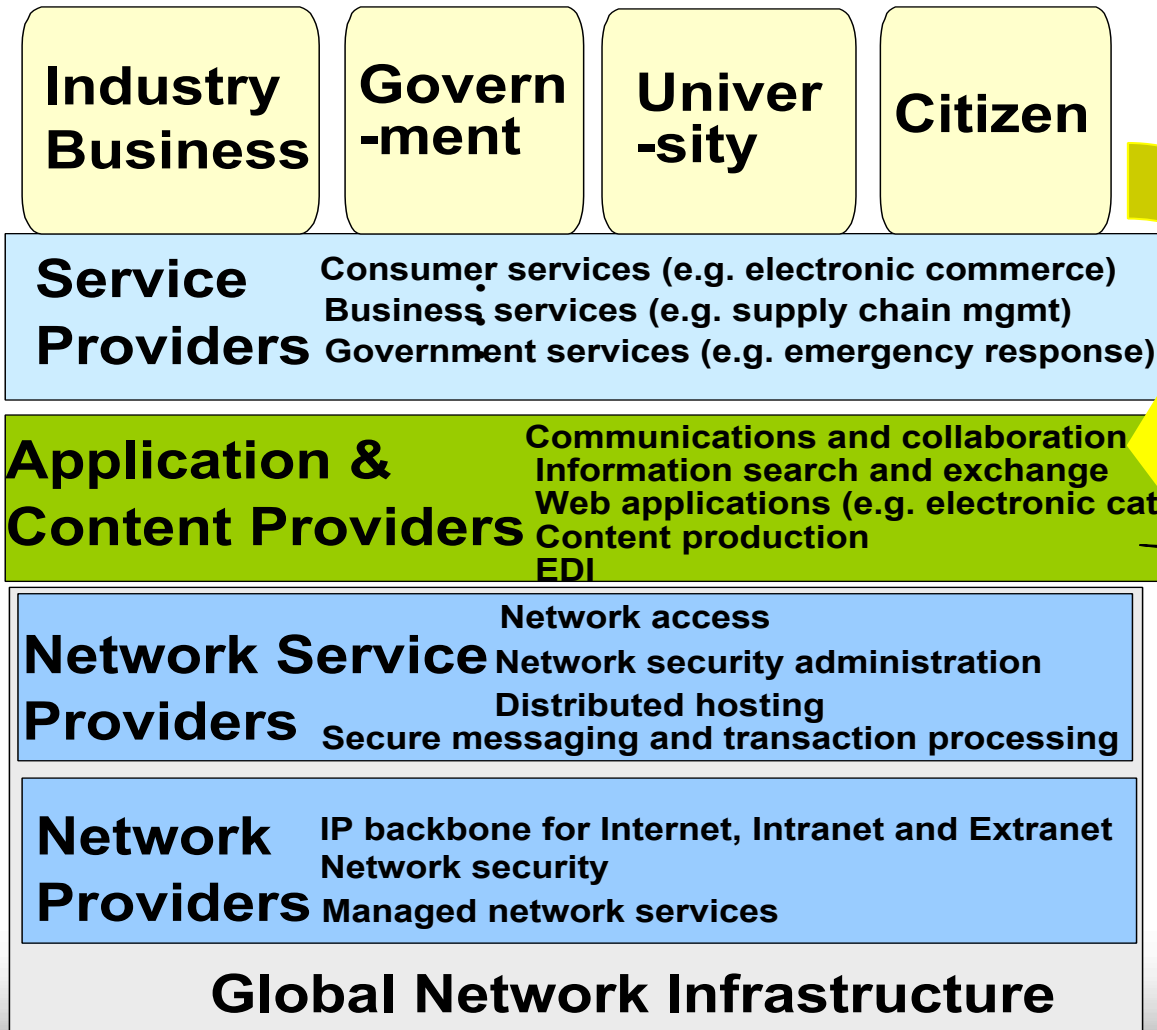 Industry
Business
Govern
-ment
Univer
-sity
Citizen
Service
Providers
Consumer services (e.g. electronic commerce)
Business services (e.g. supply chain mgmt)
Government services (e.g. emergency response)
Application &
Content Providers
Communications and collaboration
Information search and exchange
Web applications (e.g. electronic cat
Content production
EDI
Network Service
Providers
Network access
Network security administration
Distributed hosting
Secure messaging and transaction processing
Network
Providers
IP backbone for Internet, Intranet and Extranet
Network security
Managed network services
Global Network Infrastructure